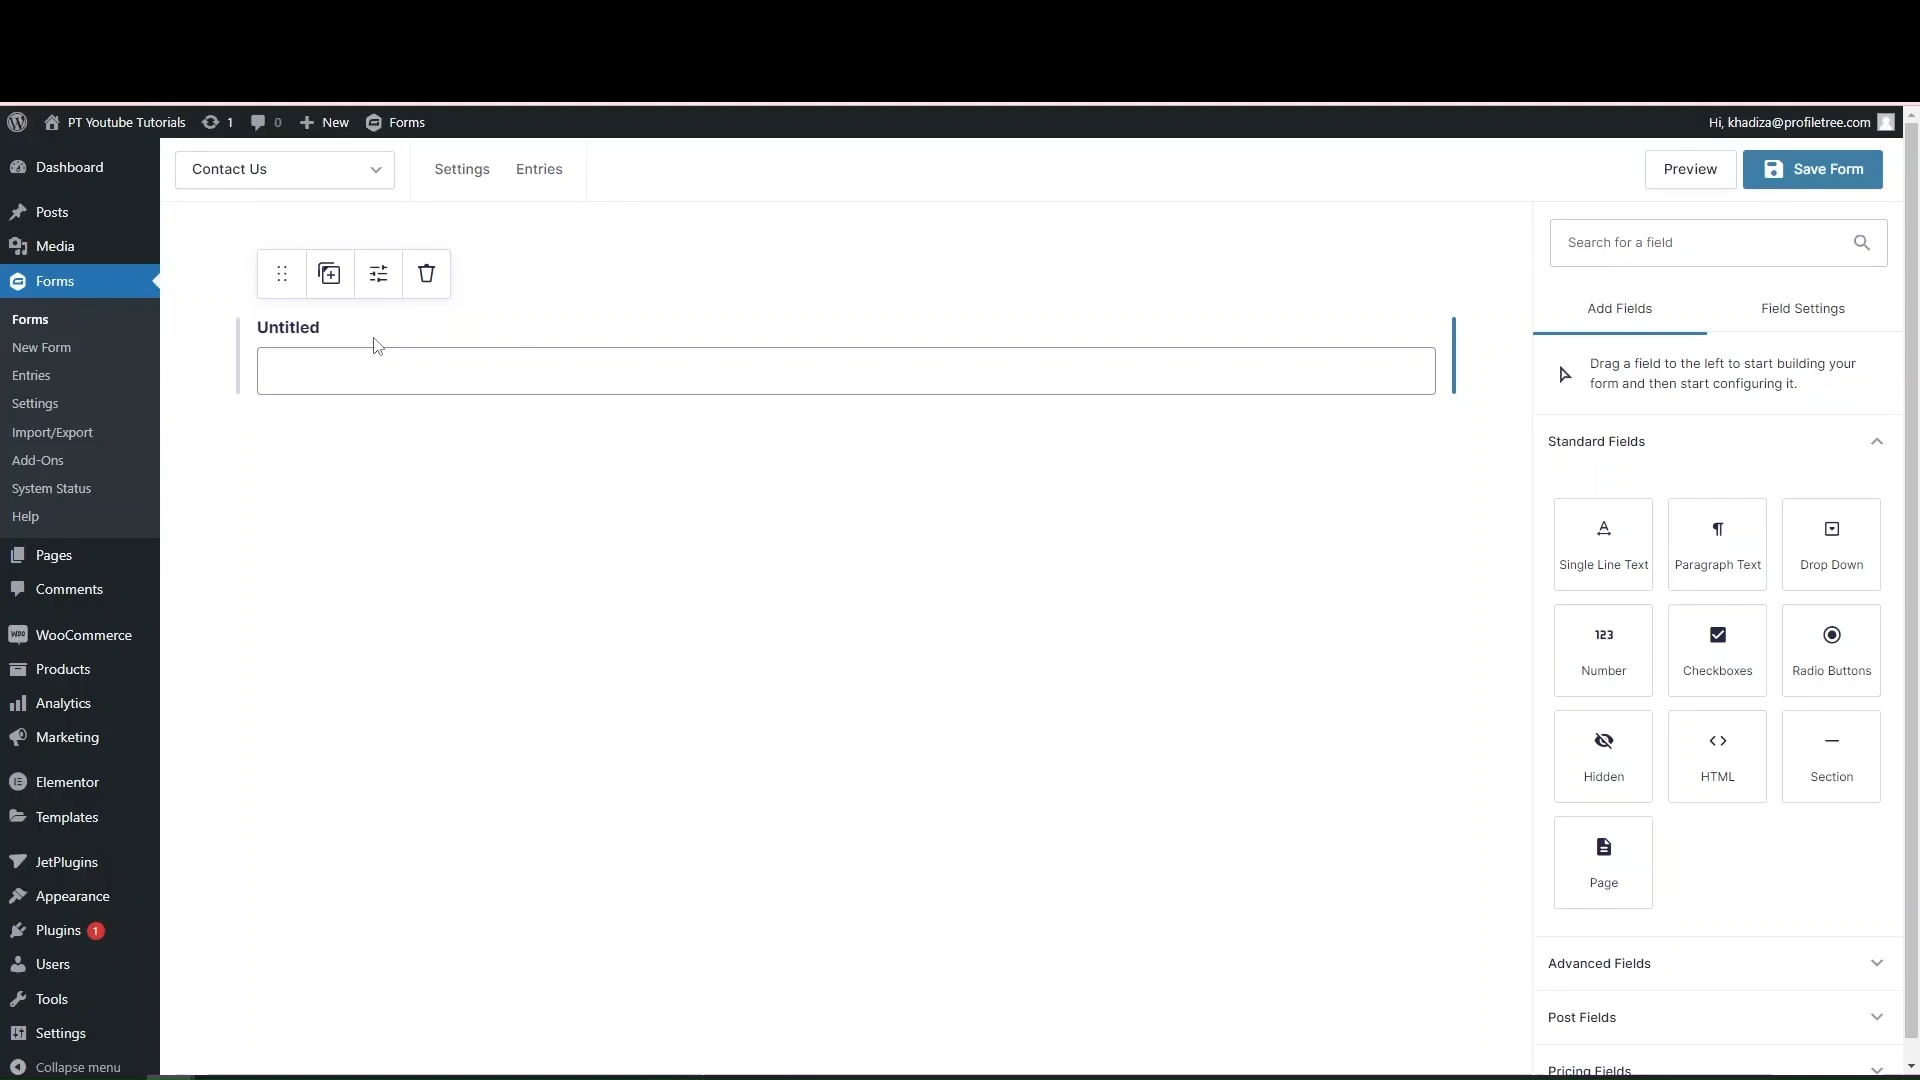 PT Youtube Tutorials 1 0 New Forms Hi, khadiza@profiletree.com
Dashboard
Posts
Media
Forms
Forms
New Form
Entries
Settings
Import/Export
Add-Ons
System Status
Help
Pages
Comments
WooCommerce
Products
Analytics
Marketing
Elementor
Templates
JetPlugins
Appearance
Plugins 1
Users
Tools
Settings
Collapse menu
Contact Us Settings Entries Preview Save Form
Untitled
Search for a field
Add Fields Field Settings
Drag a field to the left to start building your
form and then start configuring it.
Standard Fields
Single Line Text Paragraph Text Drop Down
123
Number Checkboxes Radio Buttons
Hidden HTML Section
Page
Advanced Fields
Post Fields
Pricing Fields